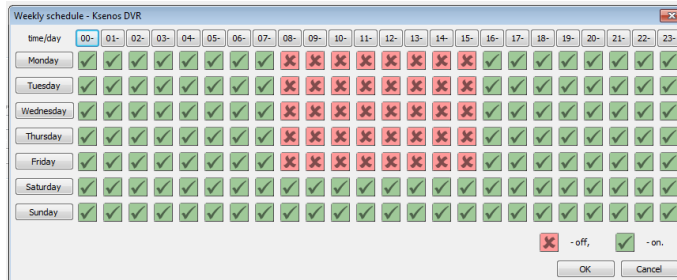 Weekly schedule - Ksenos DVR
time/day 00- 01- 02- 03- 04- 05- 06- 07- 08- 09- 10- 11- 12- 13- 14- 15- 16- 17- 18- 19- 20- 21- 22- 23-
Monday
Tuesday
Wednesday
Thursday
Friday
Saturday
Sunday
- off, - on.
OK Cancel